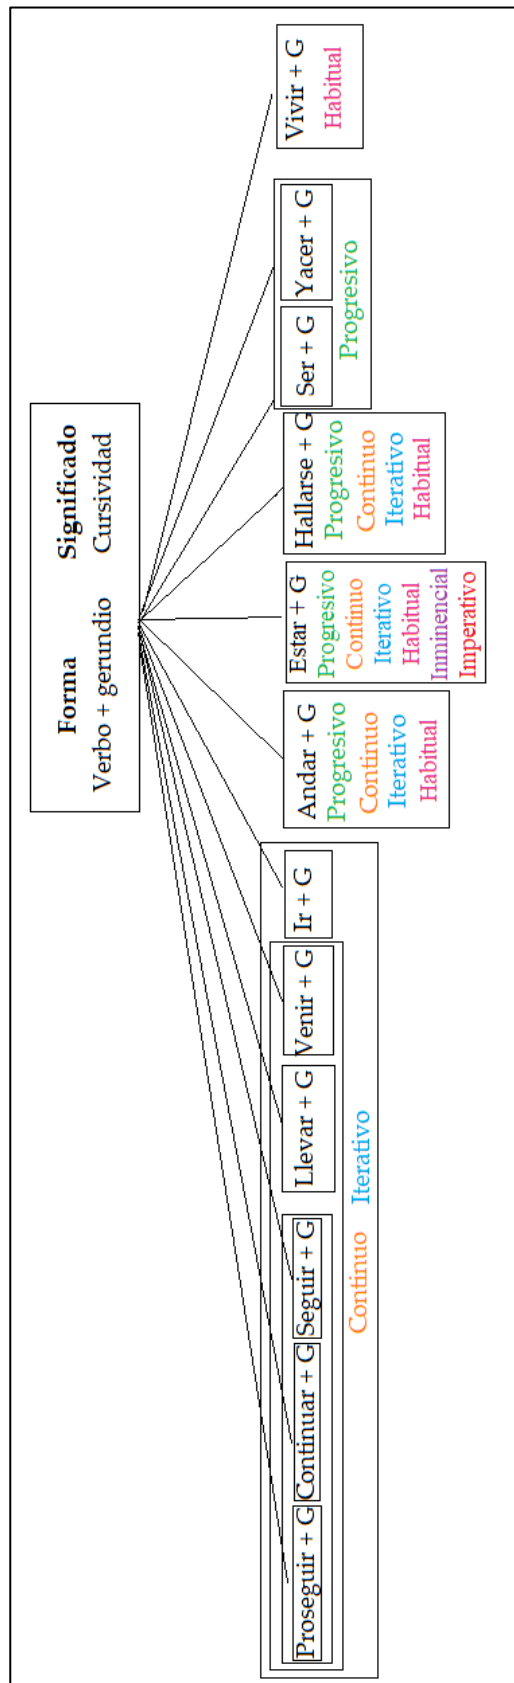 Forma Significado
Verbo + gerundio Cursividad
Proseguir + G
Continuar + G
Seguir + G
Llevar + G
Venir + G
Ir + G
Continuo Iterativo
Andar + G
Progresivo
Continuo
Iterativo
Habitual
Estar + G
Progresivo
Continuo
Iterativo
Habitual
Inminencial
Imperativo
Hallarse + G
Progresivo
Continuo
Iterativo
Habitual
Ser + G
Yacer + G
Progresivo
Vivir + G
Habitual